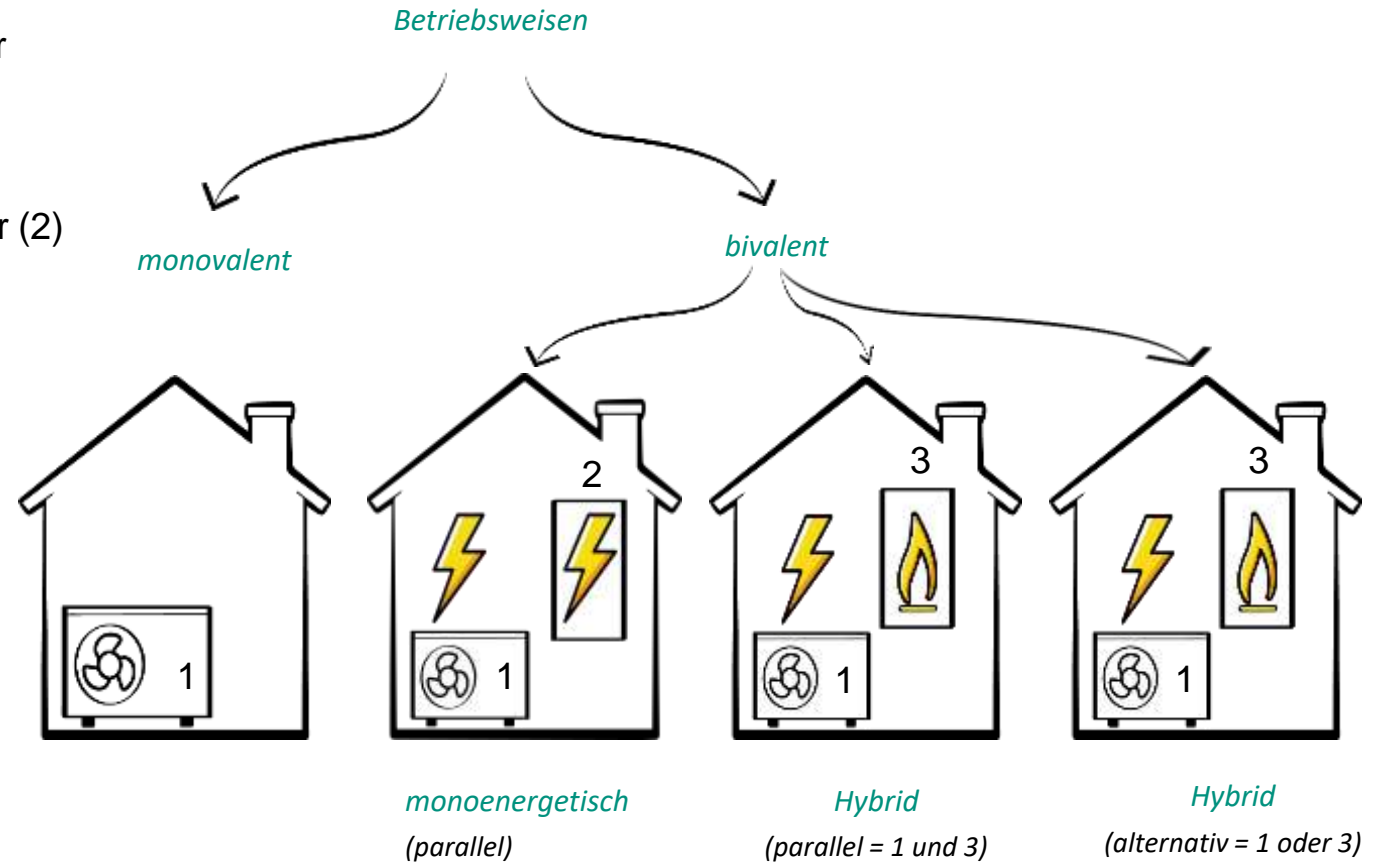 Betriebsweisen
r
r (2)
monovalent
bivalent
2
3
3
1
1
1
1
monoenergetisch
Hybrid
Hybrid
(parallel)
(parallel = 1 und 3)
(alternativ = 1 oder 3)